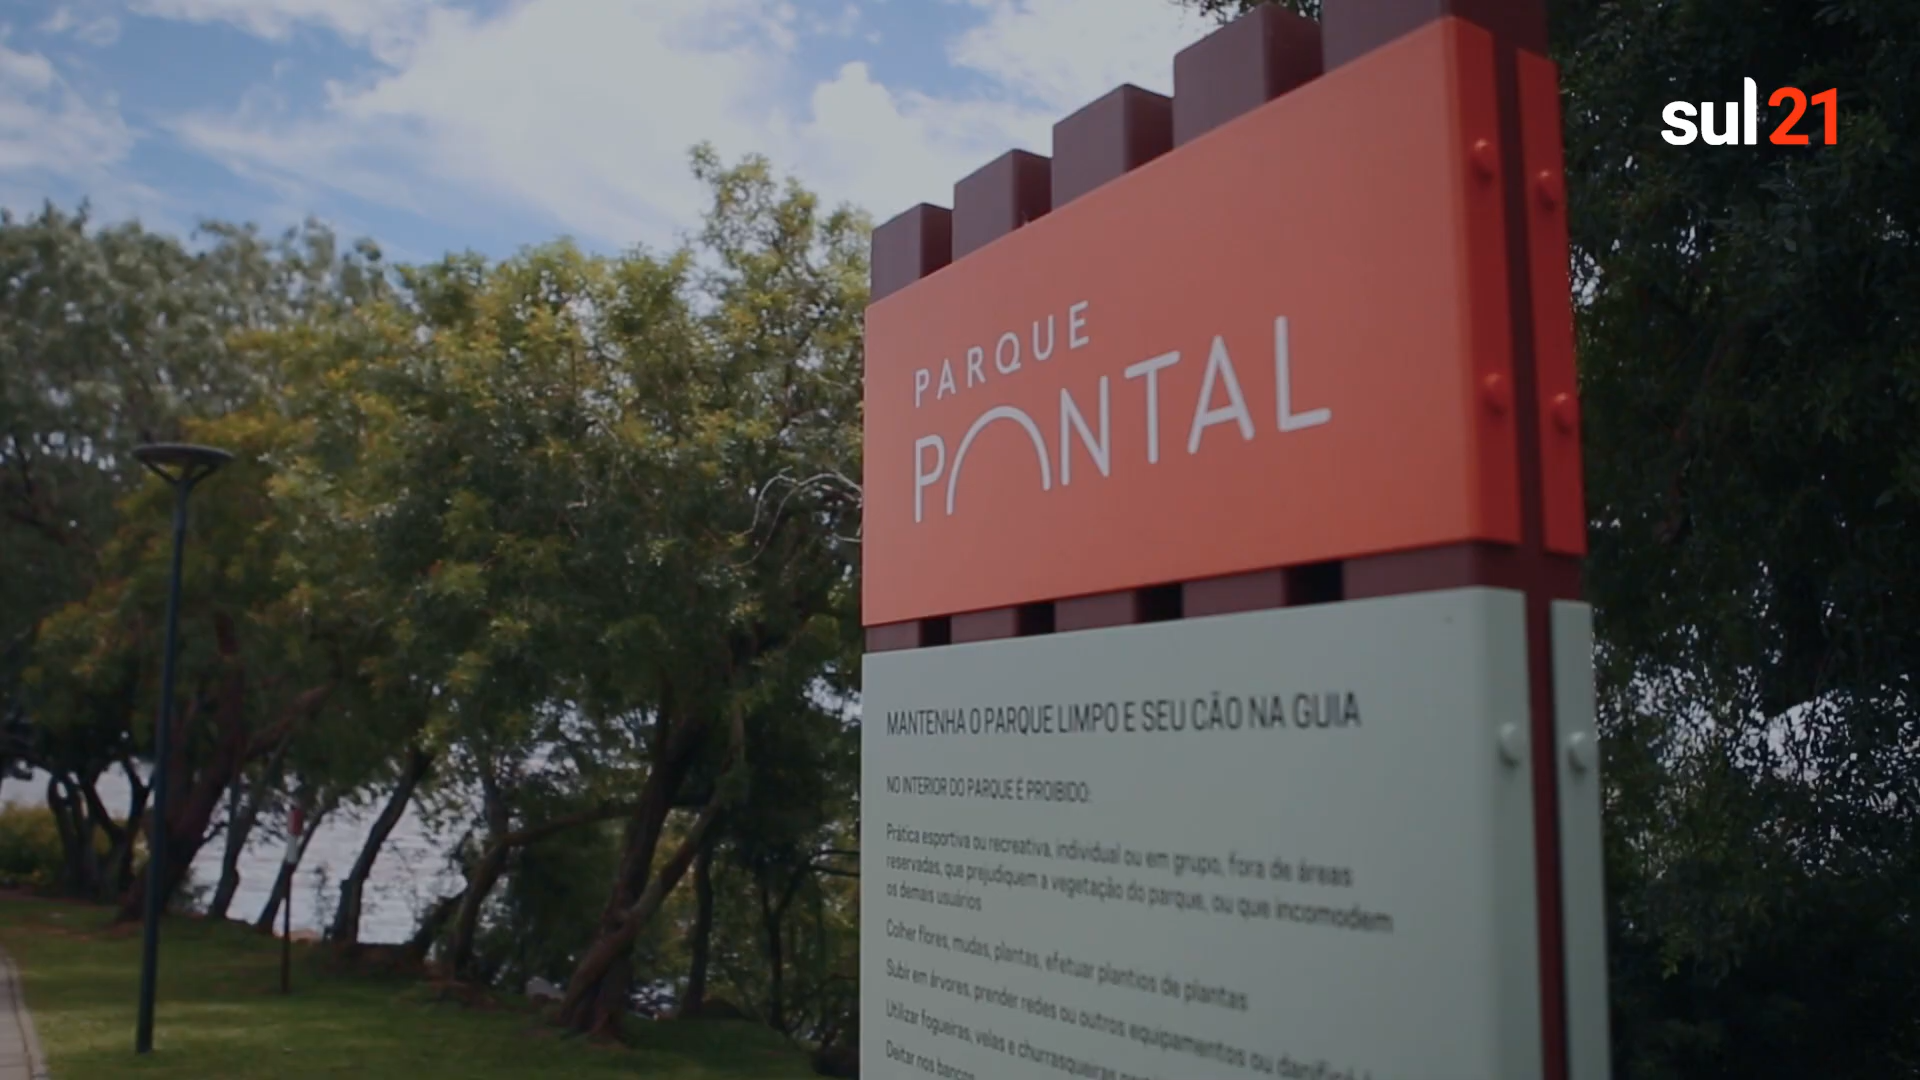 sul21
PARQUE
PONTAL
MANTENHA O PARQUE LIMPO E SEU CÃO NA GUIA
NO INTERIOR DO PARQUE É PROIBIDO:
Prática esportiva ou recreativa, individual ou em grupo, fora de áreas
reservadas, que prejudiquem a vegetação do parque, ou que incomodem
os demais usuários
Colher flores, mudas, plantas, efetuar plantios de plantas
Subir em árvores, prender redes ou outros equipamentos ou
Utilizar fogueiras, velas e churrasqueiras
Deitar nos bancos